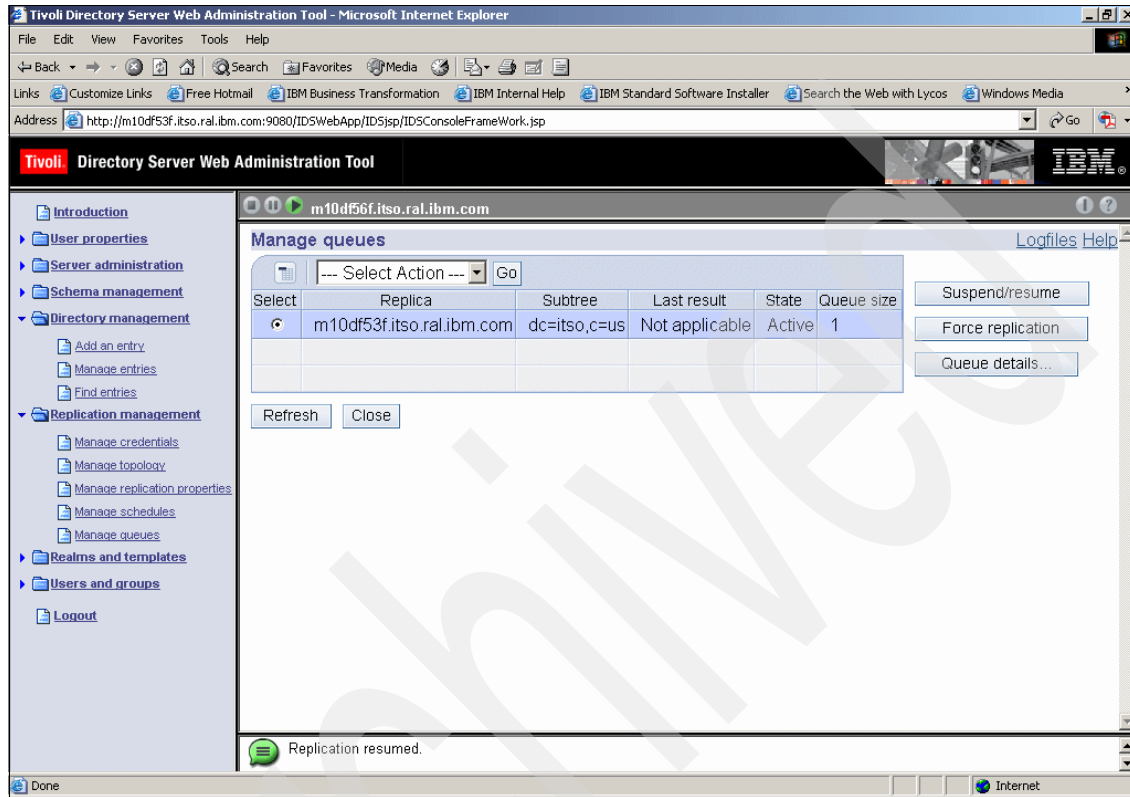 Tivoli Directory Server Web Administration Tool - Microsoft Internet Explorer
File Edit View Favorites Tools Help
Back Search Favorites Media
Links Customize Links Free Hotmail IBM Business Transformation IBM Internal Help IBM Standard Software Installer Search the Web with Lycos Windows Media
Address http://m10df53f.itso.ral.ibm.com:9080/IDSWebApp/IDSjsp/IDSConsoleFrameWork.jsp Go
Tivoli. Directory Server Web Administration Tool IBM®
Introduction
User properties
Server administration
Schema management
Directory management
Add an entry
Manage entries
Find entries
Replication management
Manage credentials
Manage topology
Manage replication properties
Manage schedules
Manage queues
Realms and templates
Users and groups
Logout
m10df56f.itso.ral.ibm.com
Manage queues Logfiles Help
--- Select Action --- Go
Select Replica Subtree Last result State Queue size
m10df53f.itso.ral.ibm.com dc=itso,c=us Not applicable Active 1
Suspend/resume
Force replication
Queue details...
Refresh Close
Replication resumed.
Done Internet